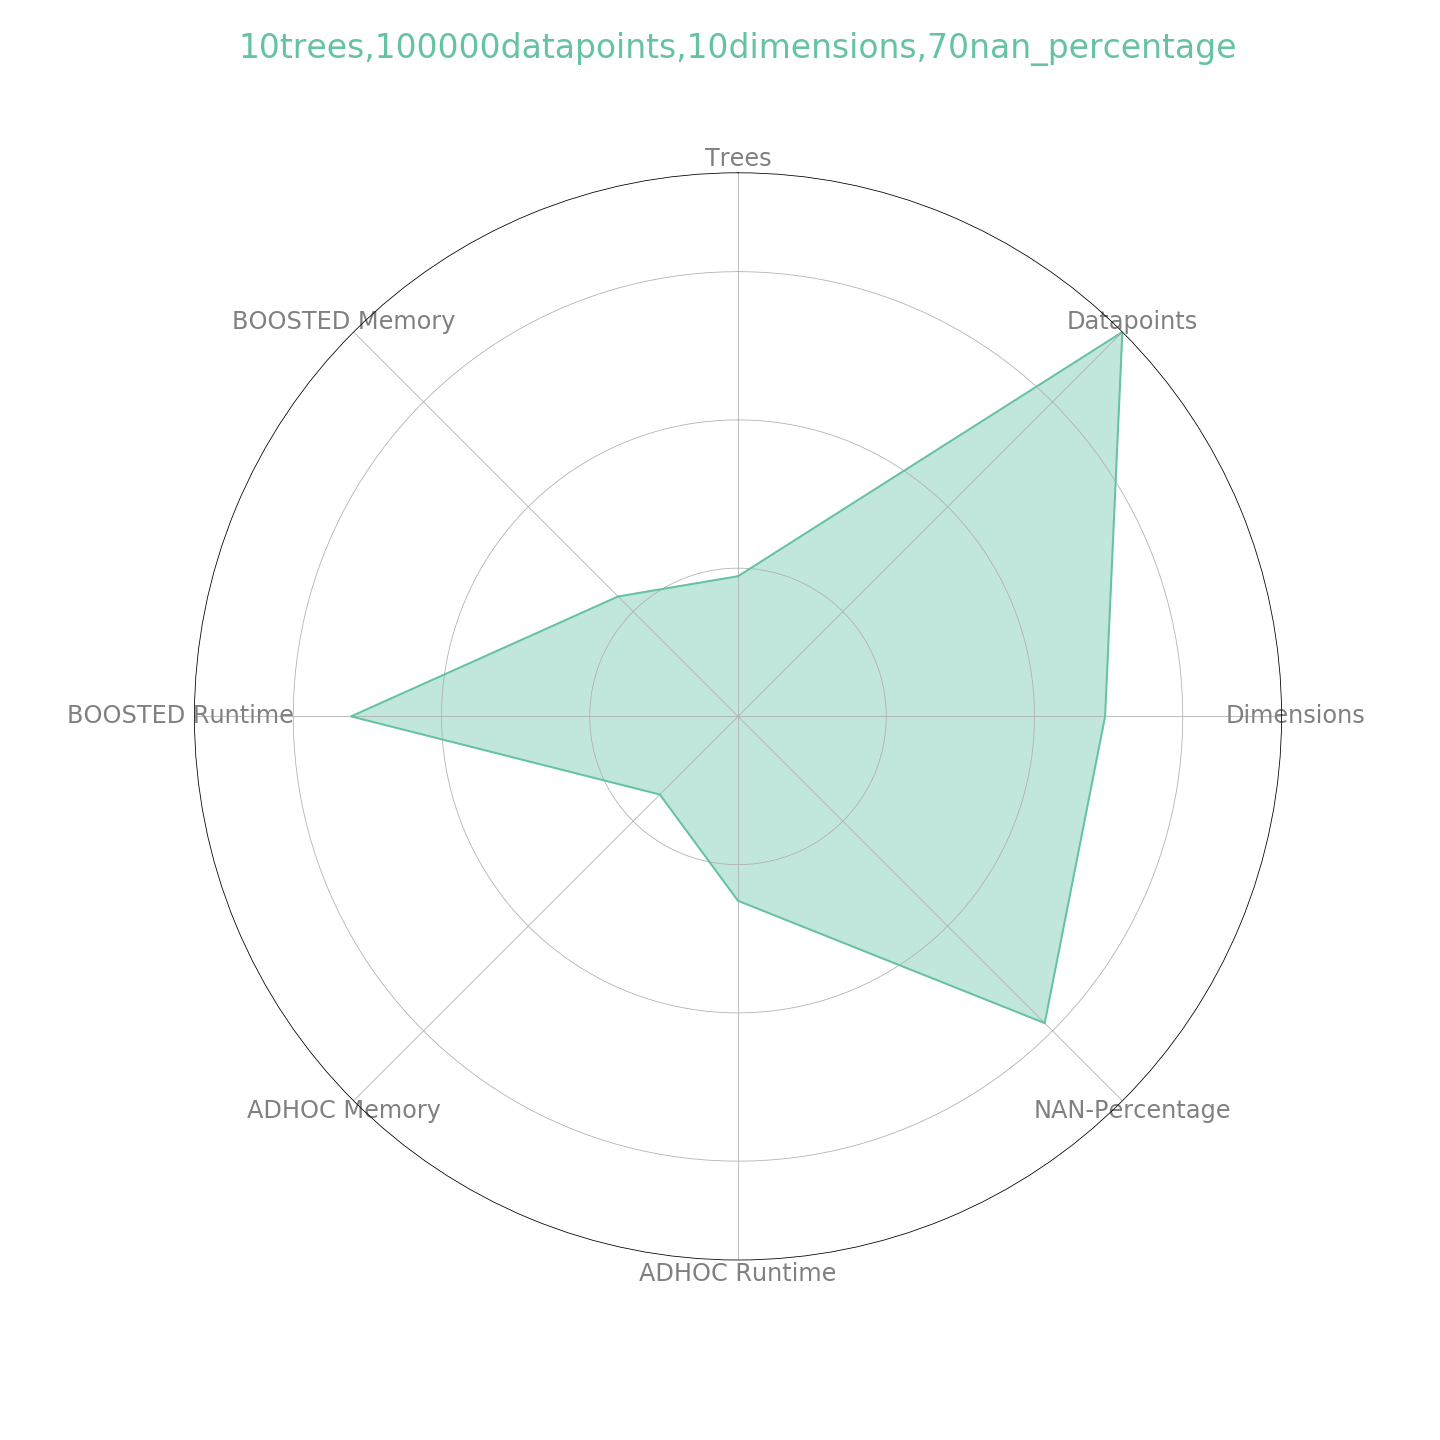 10trees,100000datapoints,10dimensions,70nan_percentage
Trees
BOOSTED Memory
Datapoints
BOOSTED Runtime
Dimensions
ADHOC Memory
NAN-Percentage
ADHOC Runtime